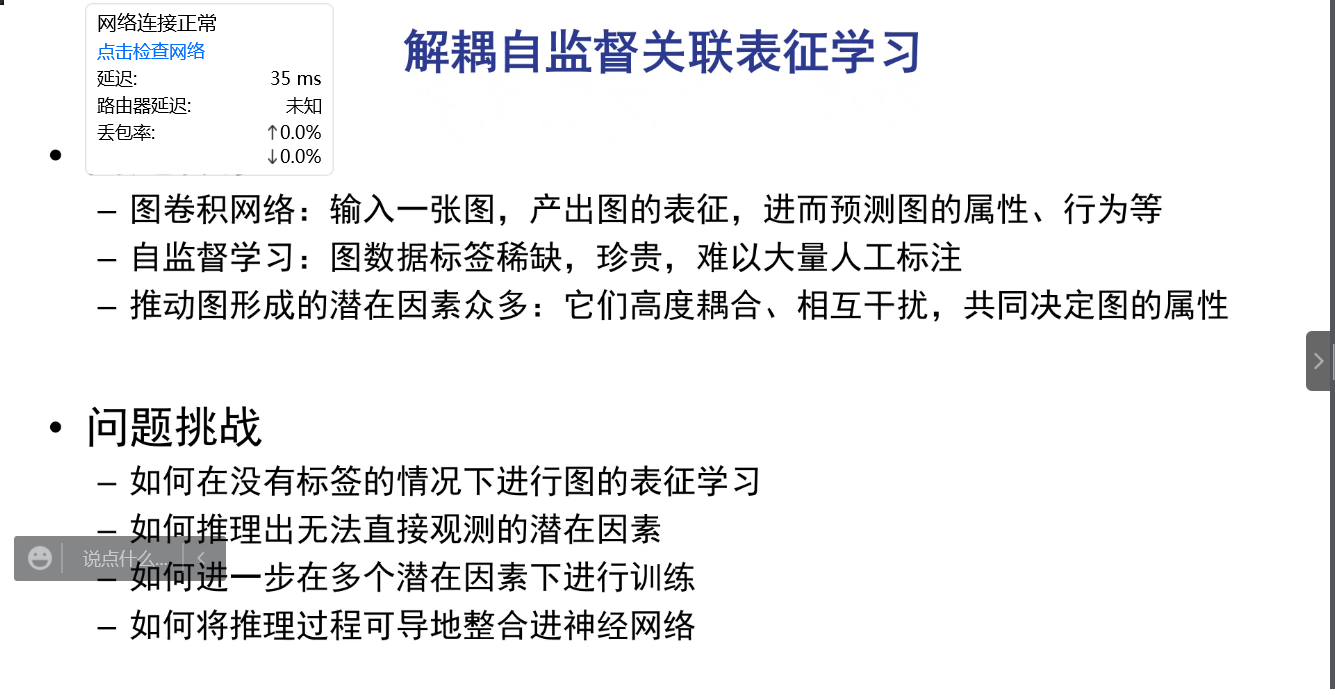 网络连接正常
点击检查网络
延迟: 35 ms
路由器延迟: 未知
丢包率: ↑0.0%
↓0.0%
解耦自监督关联表征学习
– 图卷积网络：输入一张图，产出图的表征，进而预测图的属性、行为等
– 自监督学习：图数据标签稀缺，珍贵，难以大量人工标注
– 推动图形成的潜在因素众多：它们高度耦合、相互干扰，共同决定图的属性
• 问题挑战
– 如何在没有标签的情况下进行图的表征学习
– 如何推理出无法直接观测的潜在因素
说点什么...
– 如何进一步在多个潜在因素下进行训练
– 如何将推理过程可导地整合进神经网络